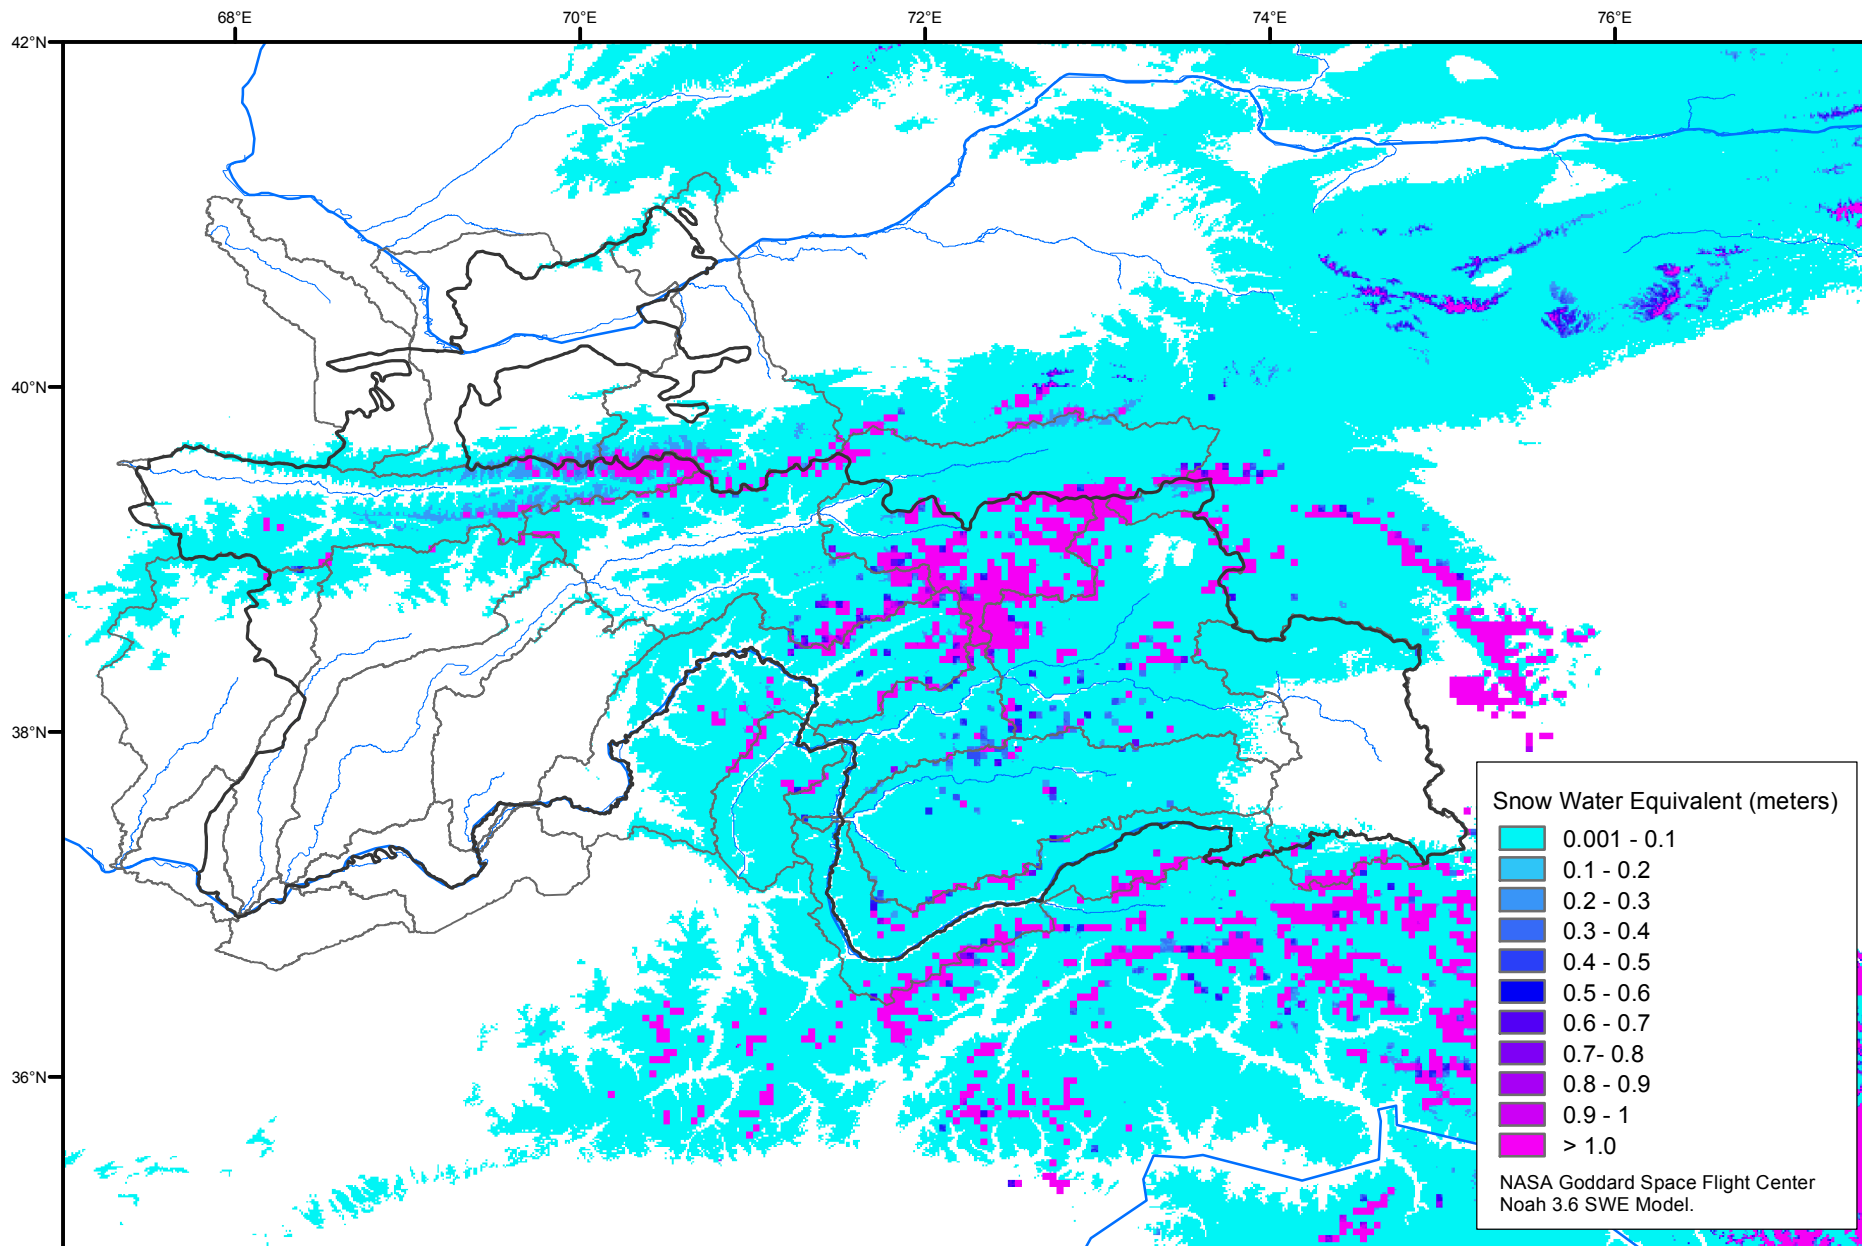 68°E
70°E
72°E
74°E
76°E
42°N
40°N
38°N
36°N
Snow Water Equivalent (meters)
0.001 - 0.1
0.1 - 0.2
0.2 - 0.3
0.3 - 0.4
0.4 - 0.5
0.5 - 0.6
0.6 - 0.7
0.7- 0.8
0.8 - 0.9
0.9 - 1
> 1.0
NASA Goddard Space Flight Center
Noah 3.6 SWE Model.